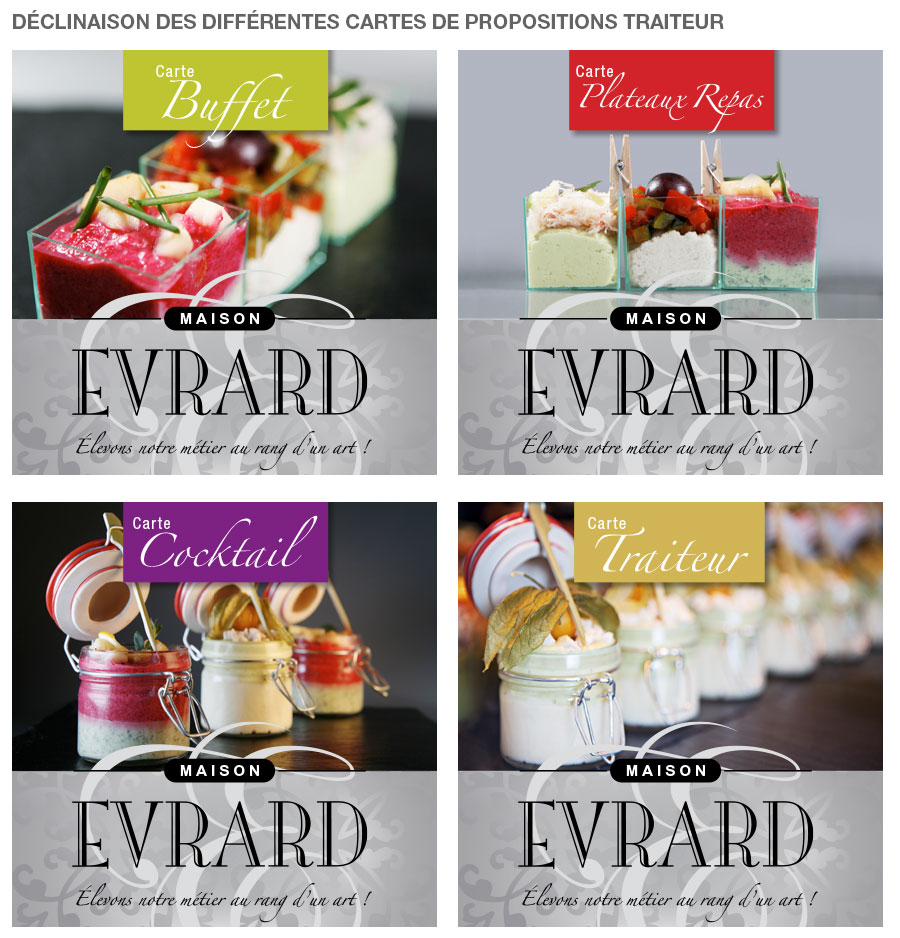 DÉCLINAISON DES DIFFÉRENTES CARTES DE PROPOSITIONS TRAITEUR
Carte
Buffet
MAISON
EVRARD
Élevons notre métier au rang d'un art !
Carte
Plateaux Repas
MAISON
EVRARD
Élevons notre métier au rang d'un art !
Carte
Cocktail
MAISON
EVRARD
Élevons notre métier au rang d'un art !
Carte
Traiteur
MAISON
EVRARD
Élevons notre métier au rang d'un art !